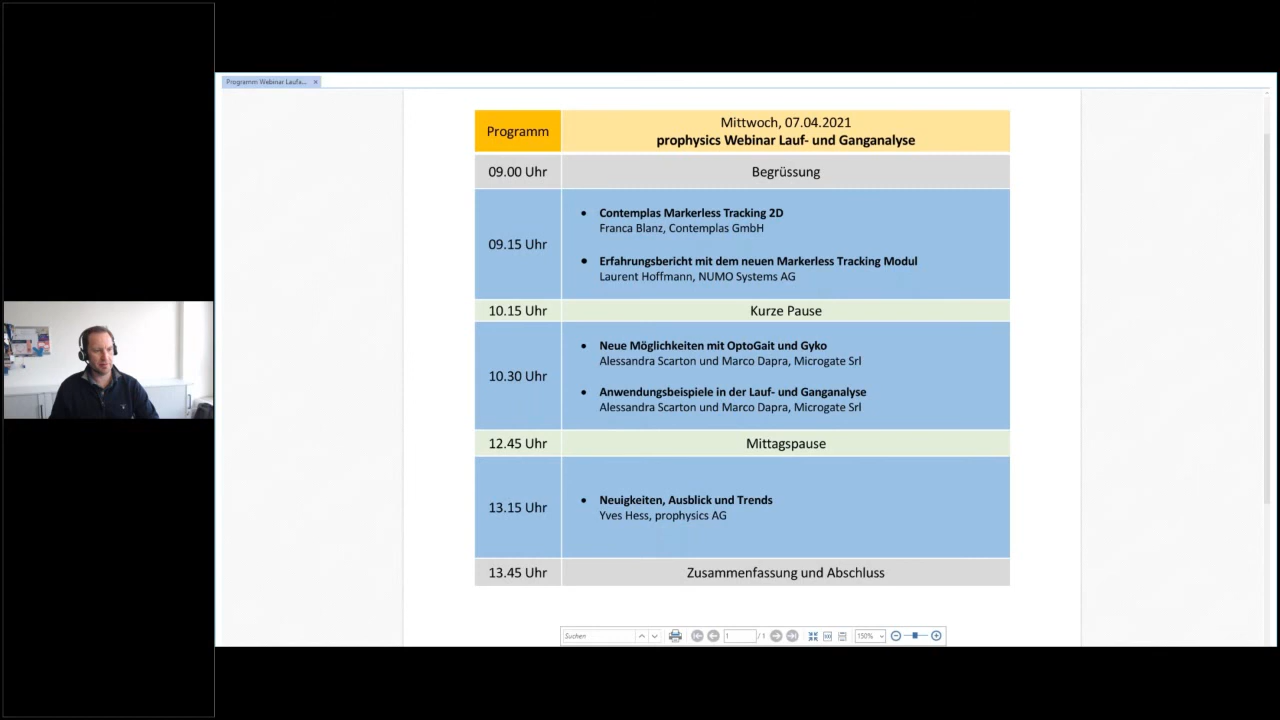 Programm Webinar Laufa...
Programm
Mittwoch, 07.04.2021
prophysics Webinar Lauf- und Ganganalyse
09.00 Uhr
Begrüssung
09.15 Uhr
Contemplas Markerless Tracking 2D
Franca Blanz, Contemplas GmbH
Erfahrungsbericht mit dem neuen Markerless Tracking Modul
Laurent Hoffmann, NUMO Systems AG
10.15 Uhr
Kurze Pause
10.30 Uhr
Neue Möglichkeiten mit OptoGait und Gyko
Alessandra Scarton und Marco Dapra, Microgate Srl
Anwendungsbeispiele in der Lauf- und Ganganalyse
Alessandra Scarton und Marco Dapra, Microgate Srl
12.45 Uhr
Mittagspause
13.15 Uhr
Neuigkeiten, Ausblick und Trends
Yves Hess, prophysics AG
13.45 Uhr
Zusammenfassung und Abschluss
Suchen
1
/ 1
150%